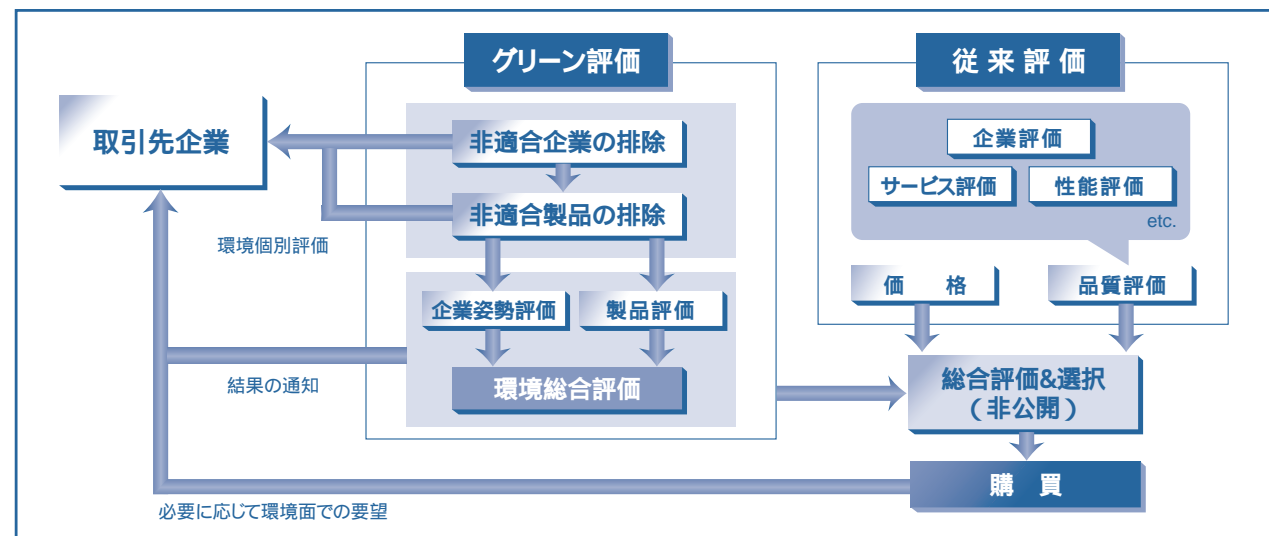 グリーン評価
従来評価
取引先企業
非適合企業の排除
非適合製品の排除
環境個別評価
企業姿勢評価
製品評価
環境総合評価
結果の通知
企業評価
サービス評価
性能評価
etc.
価 格
品質評価
総合評価&選択
(非公開)
購 買
必要に応じて環境面での要望